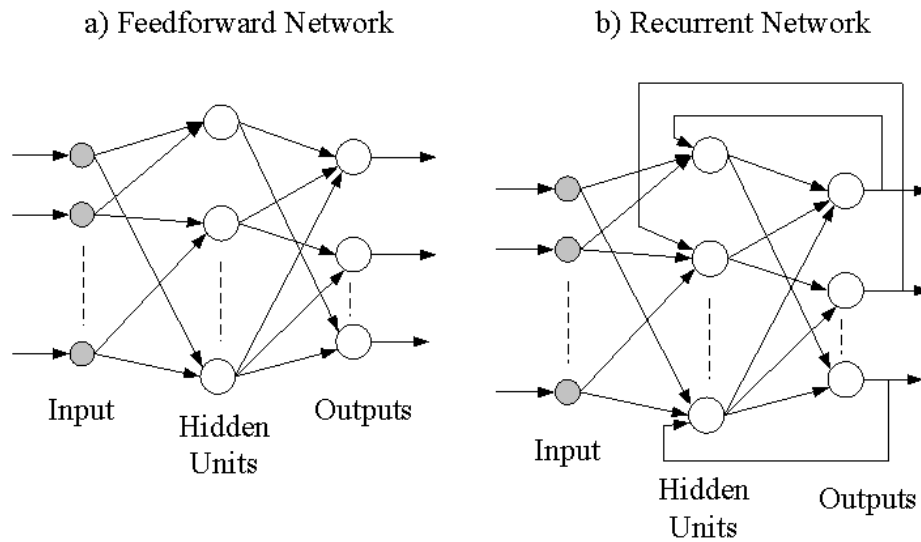 a) Feedforward Network
Input
Hidden
Units
Outputs
b) Recurrent Network
Input
Hidden
Units
Outputs